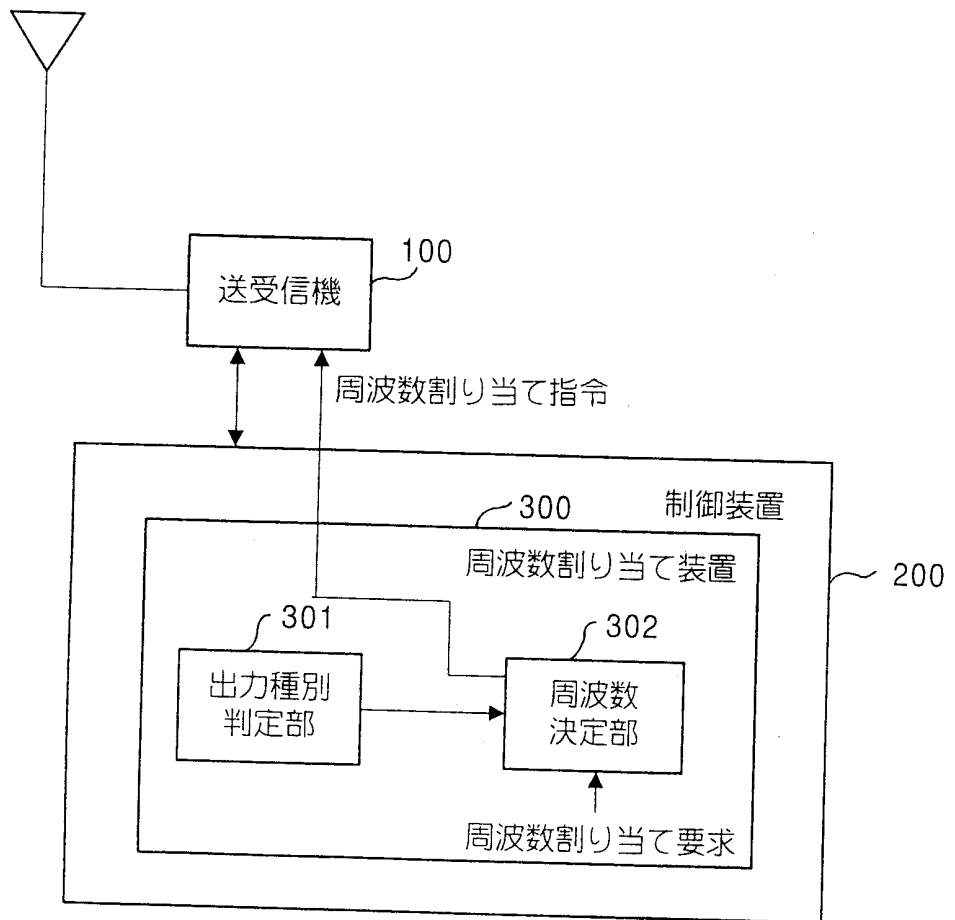 100
送受信機
周波数割り当て指令
制御装置
300
周波数割り当て装置
200
301
302
出力種別
判定部
周波数
決定部
周波数割り当て要求